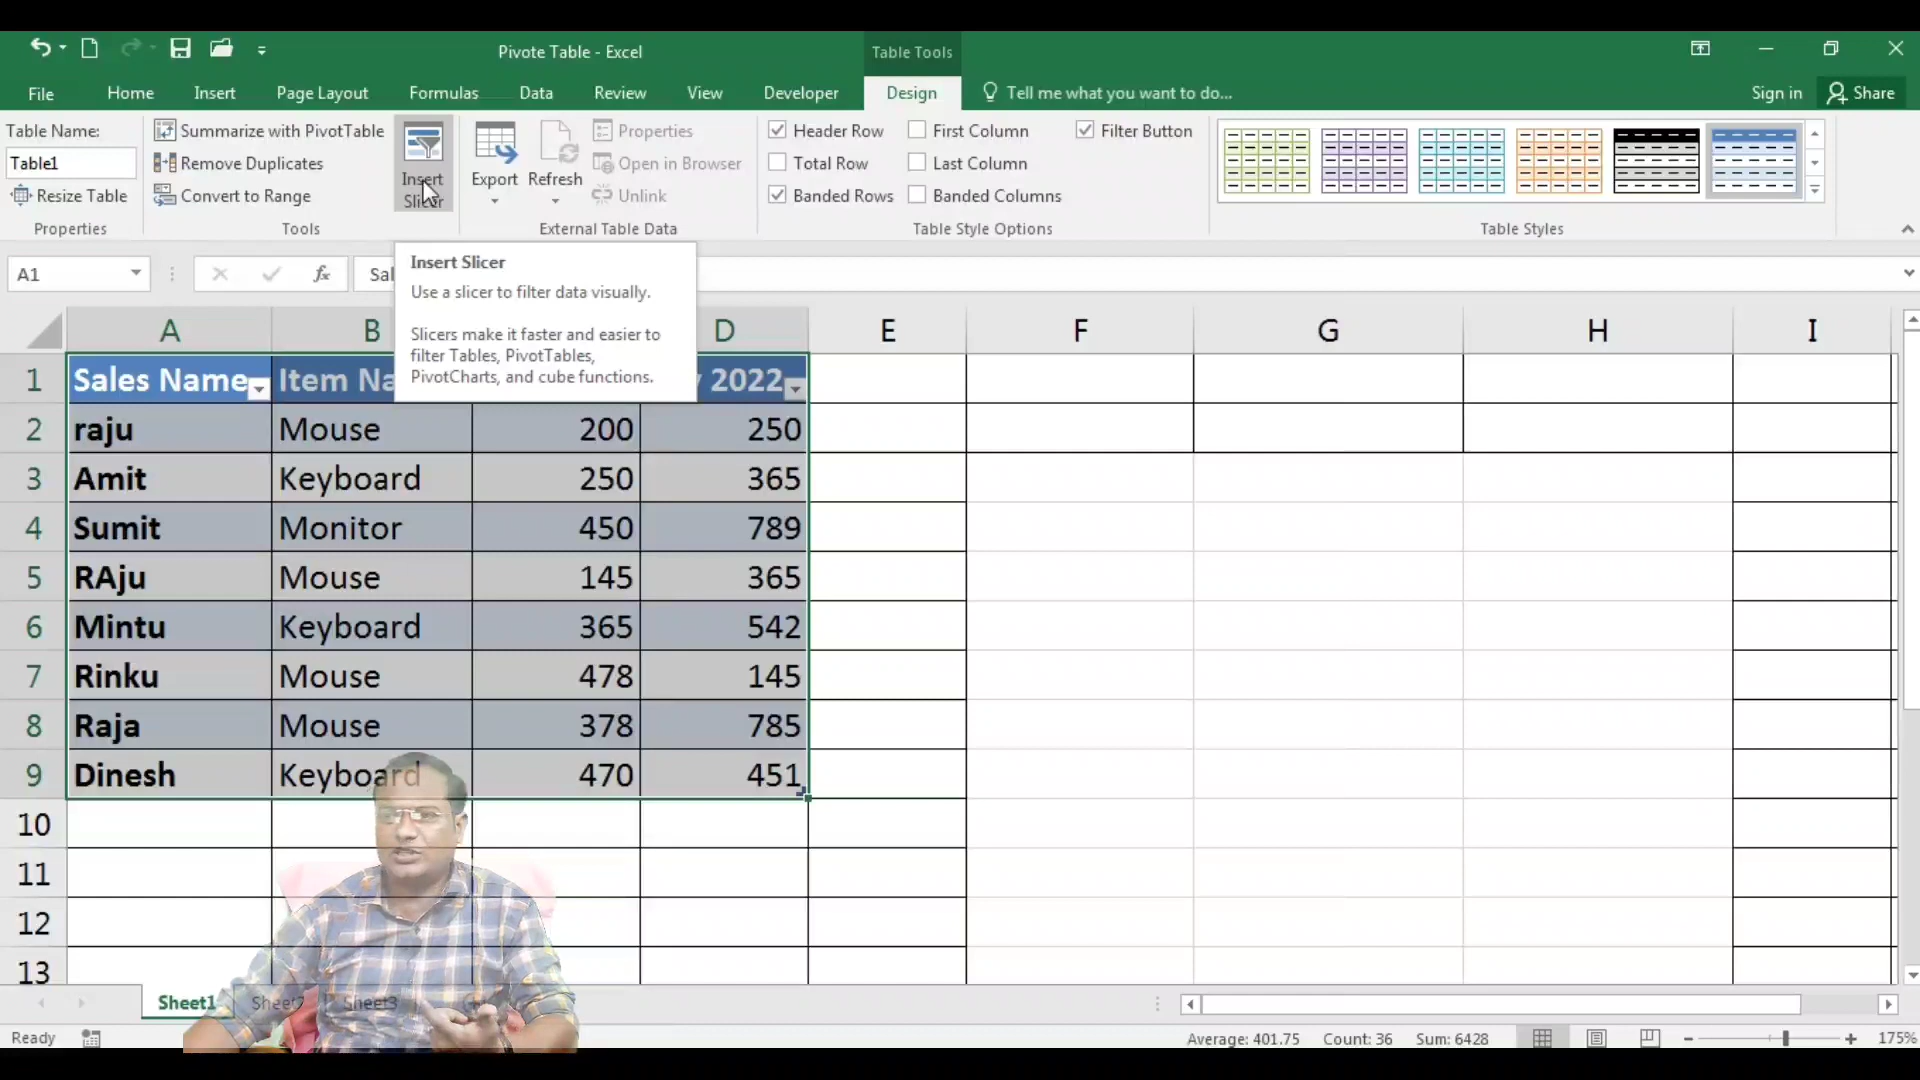 Pivote Table - Excel
Table Tools
File Home Insert Page Layout Formulas Data Review View Developer Design Tell me what you want to do... Sign in Share
Table Name:
Table1
Resize Table
Properties
Summarize with PivotTable
Remove Duplicates
Convert to Range
Tools
Insert
Slicer
Export
Refresh
Properties
Open in Browser
Unlink
External Table Data
Header Row First Column Filter Button
Total Row Last Column
Banded Rows Banded Columns
Table Style Options
Table Styles
A1 fx Sal
Insert Slicer
Use a slicer to filter data visually.
Slicers make it faster and easier to
filter Tables, PivotTables,
PivotCharts, and cube functions.
A B D E F G H I
1 Sales Name Item Na 2022
2 raju Mouse 200 250
3 Amit Keyboard 250 365
4 Sumit Monitor 450 789
5 RAju Mouse 145 365
6 Mintu Keyboard 365 542
7 Rinku Mouse 478 145
8 Raja Mouse 378 785
9 Dinesh Keyboard 470 451
10
11
12
13
Sheet1 Sheet2 Sheet3
Ready Average: 401.75 Count: 36 Sum: 6428 175%